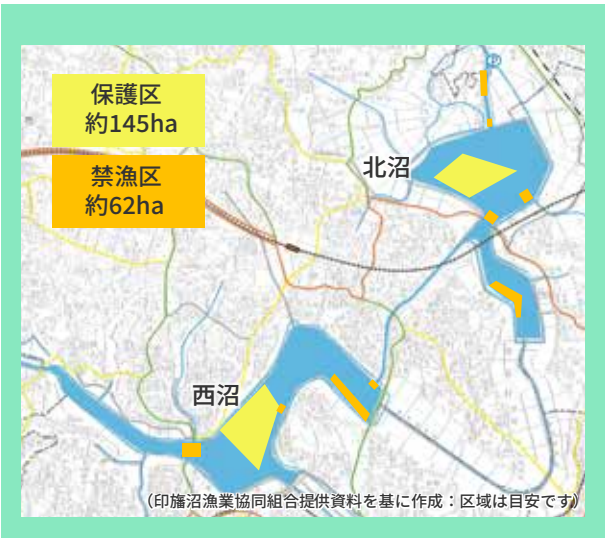 保護区
約145ha
禁漁区
約62ha
北沼
西沼
(印旛沼漁業協同組合提供資料を基に作成：区域は目安です)